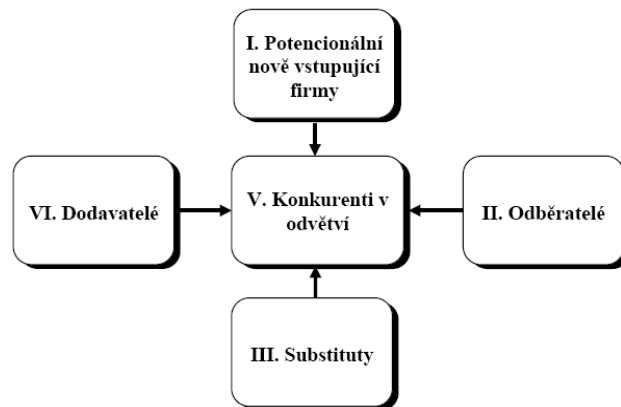 I. Potencionální
nově vstupující
firmy
VI. Dodavatelé
V. Konkurenti v
odvětví
II. Odběratelé
III. Substituty